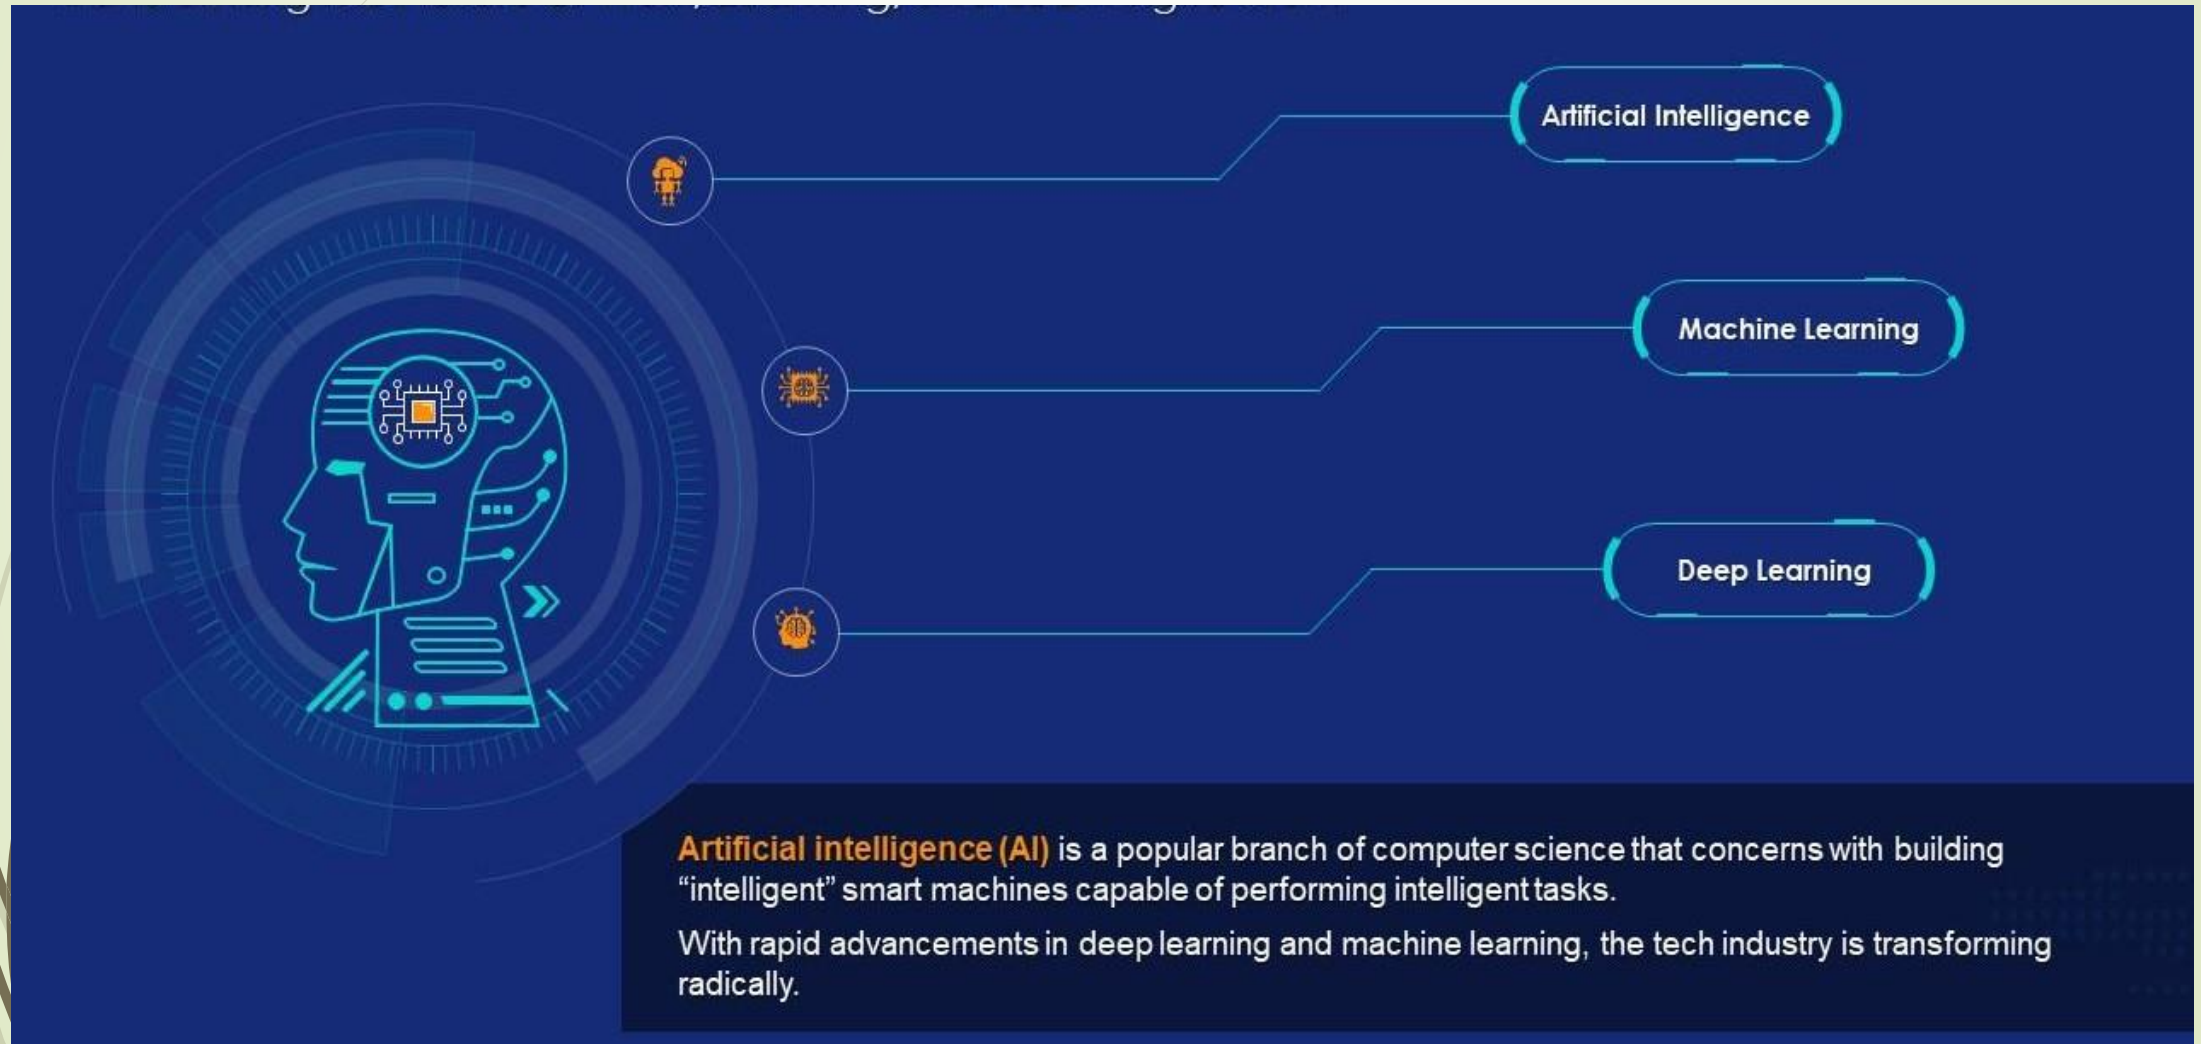 Artificial Intelligence
Machine Learning
Deep Learning
Artificial intelligence (AI) is a popular branch of computer science that concerns with building
“intelligent” smart machines capable of performing intelligent tasks.
With rapid advancements in deep learning and machine learning, the tech industry is transforming
radically.